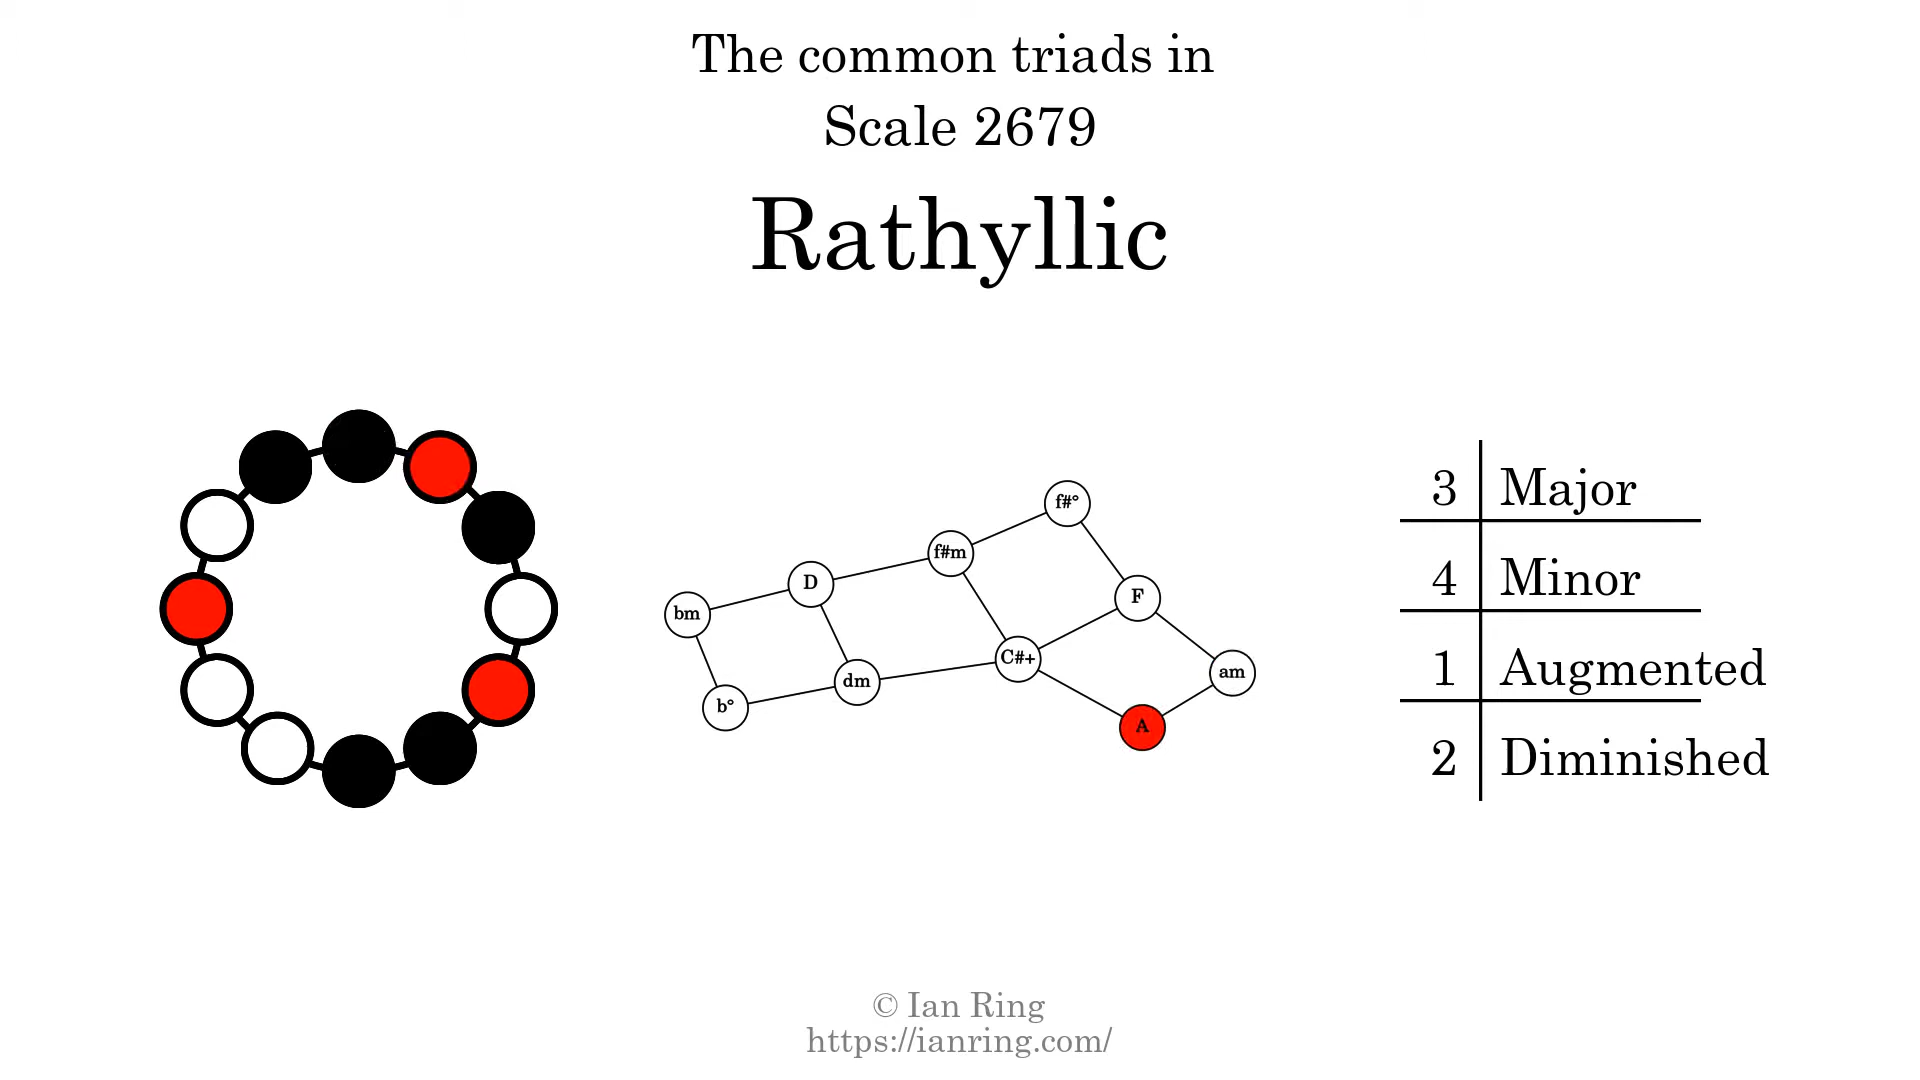 The common triads in
Scale 2679
Rathyllic
f#°
f#m
D
F
bm
C#+
am
dm
b°
A
3 Major
4 Minor
1 Augmented
2 Diminished
© Ian Ring
https://ianring.com/